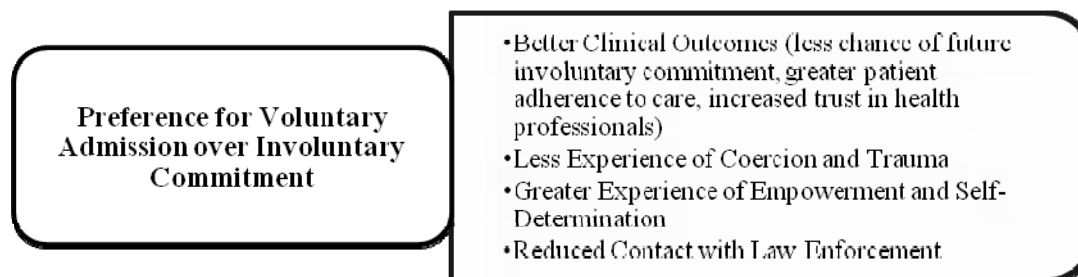 Preference for Voluntary
Admission over Involuntary
Commitment
•Better Clinical Outcomes (less chance of future
involuntary commitment, greater patient
adherence to care, increased trust in health
professionals)
•Less Experience of Coercion and Trauma
•Greater Experience of Empowerment and Self-
Determination
•Reduced Contact with Law Enforcement